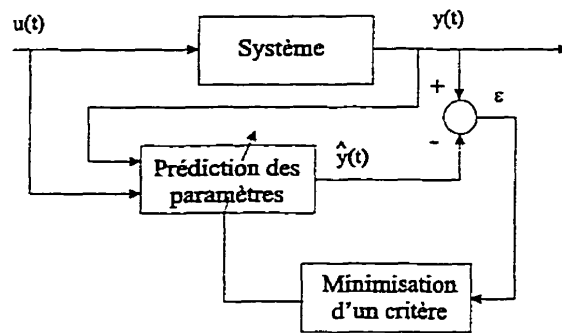 u(t)
y(t)
Système
+
ε
-
ŷ(t)
Prédiction des
paramètres
Minimisation
d'un critère